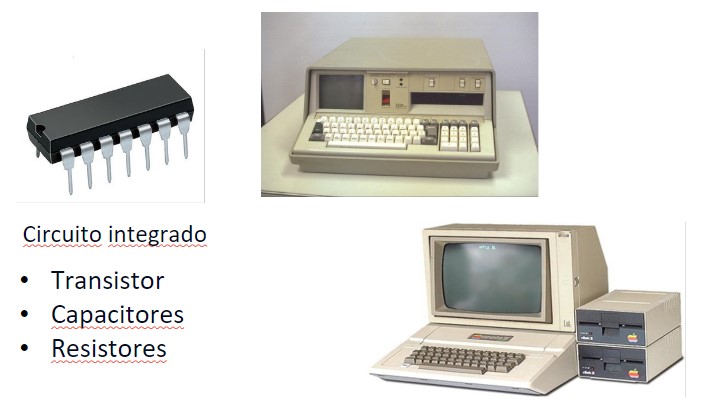 Circuito integrado
• Transistor
• Capacitores
• Resistores